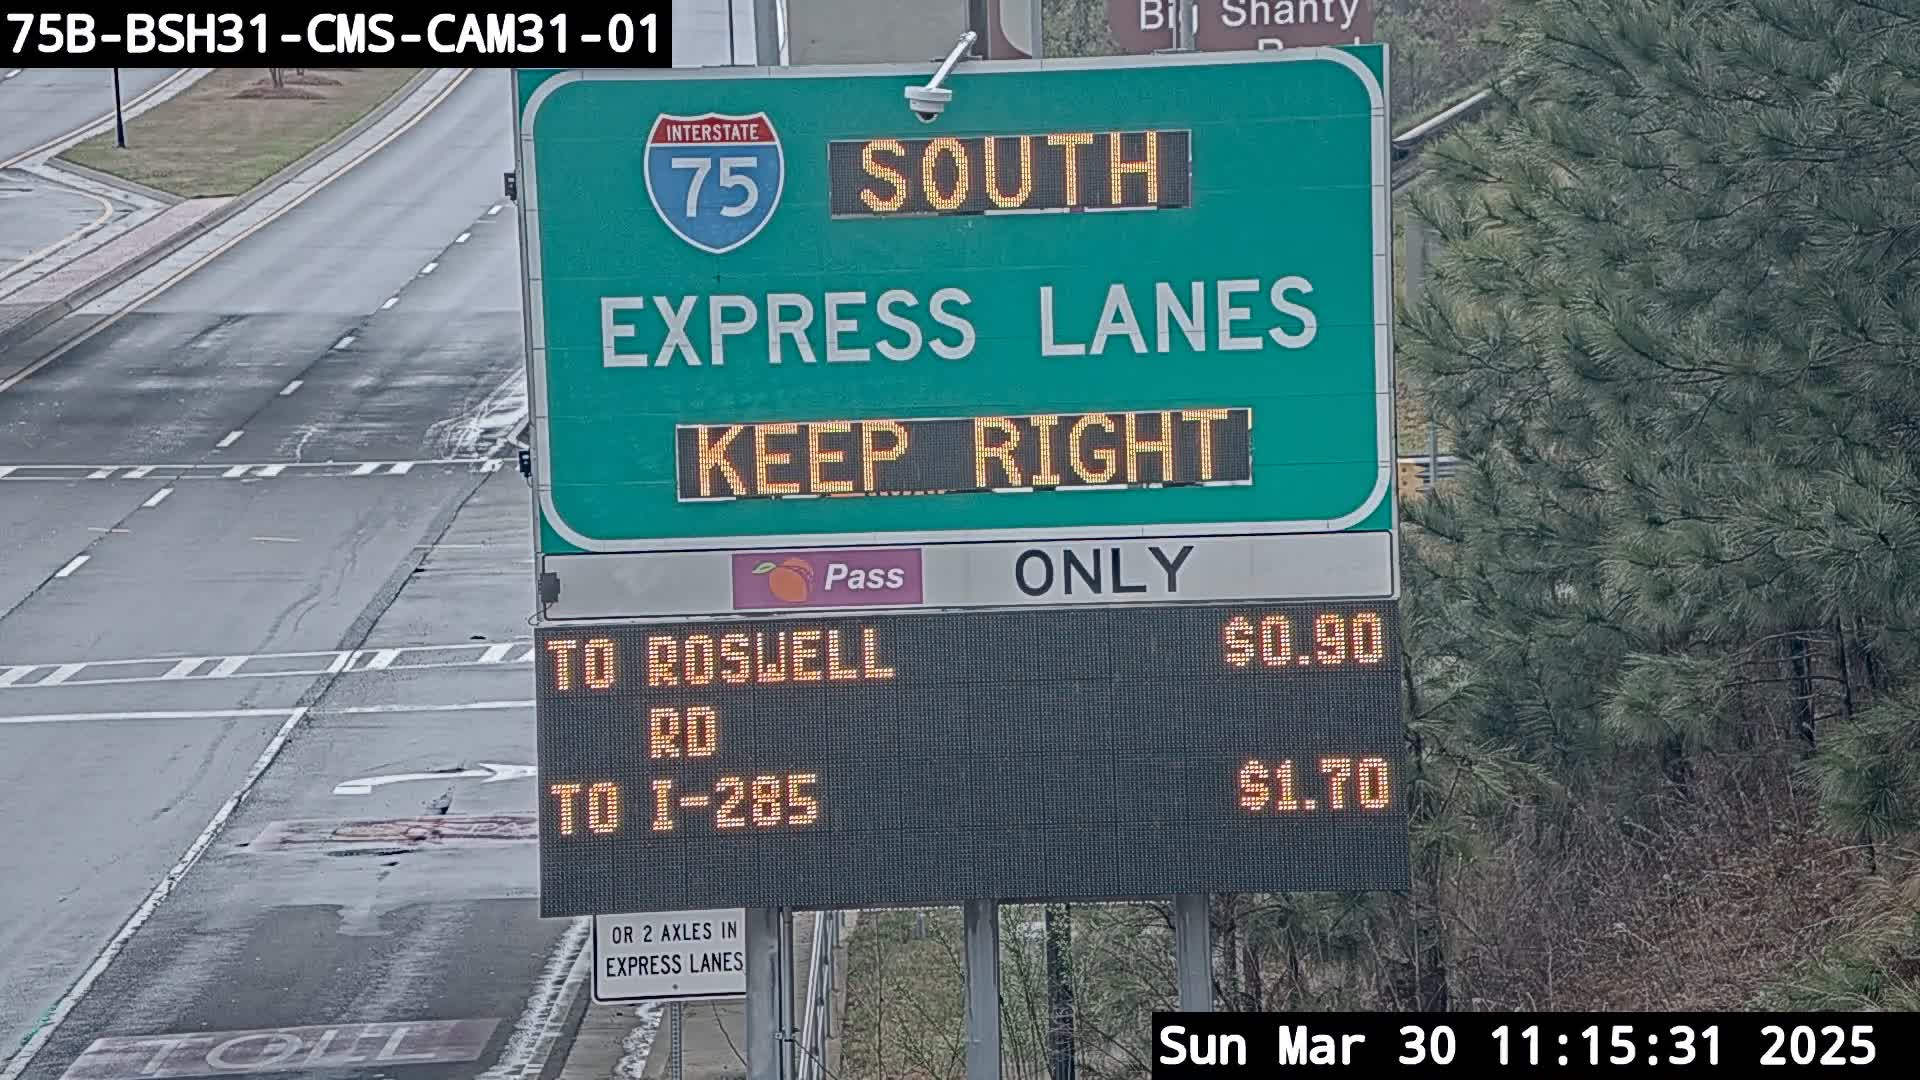 75B-BSH31-CMS-CAM31-01
Big Shanty
INTERSTATE
75
SOUTH
EXPRESS LANES
KEEP RIGHT
Pass
ONLY
TO ROSWELL $0.90
RD
TO I-285 $1.70
OR 2 AXLES IN
EXPRESS LANES
TOLL
Sun Mar 30 11:15:31 2025